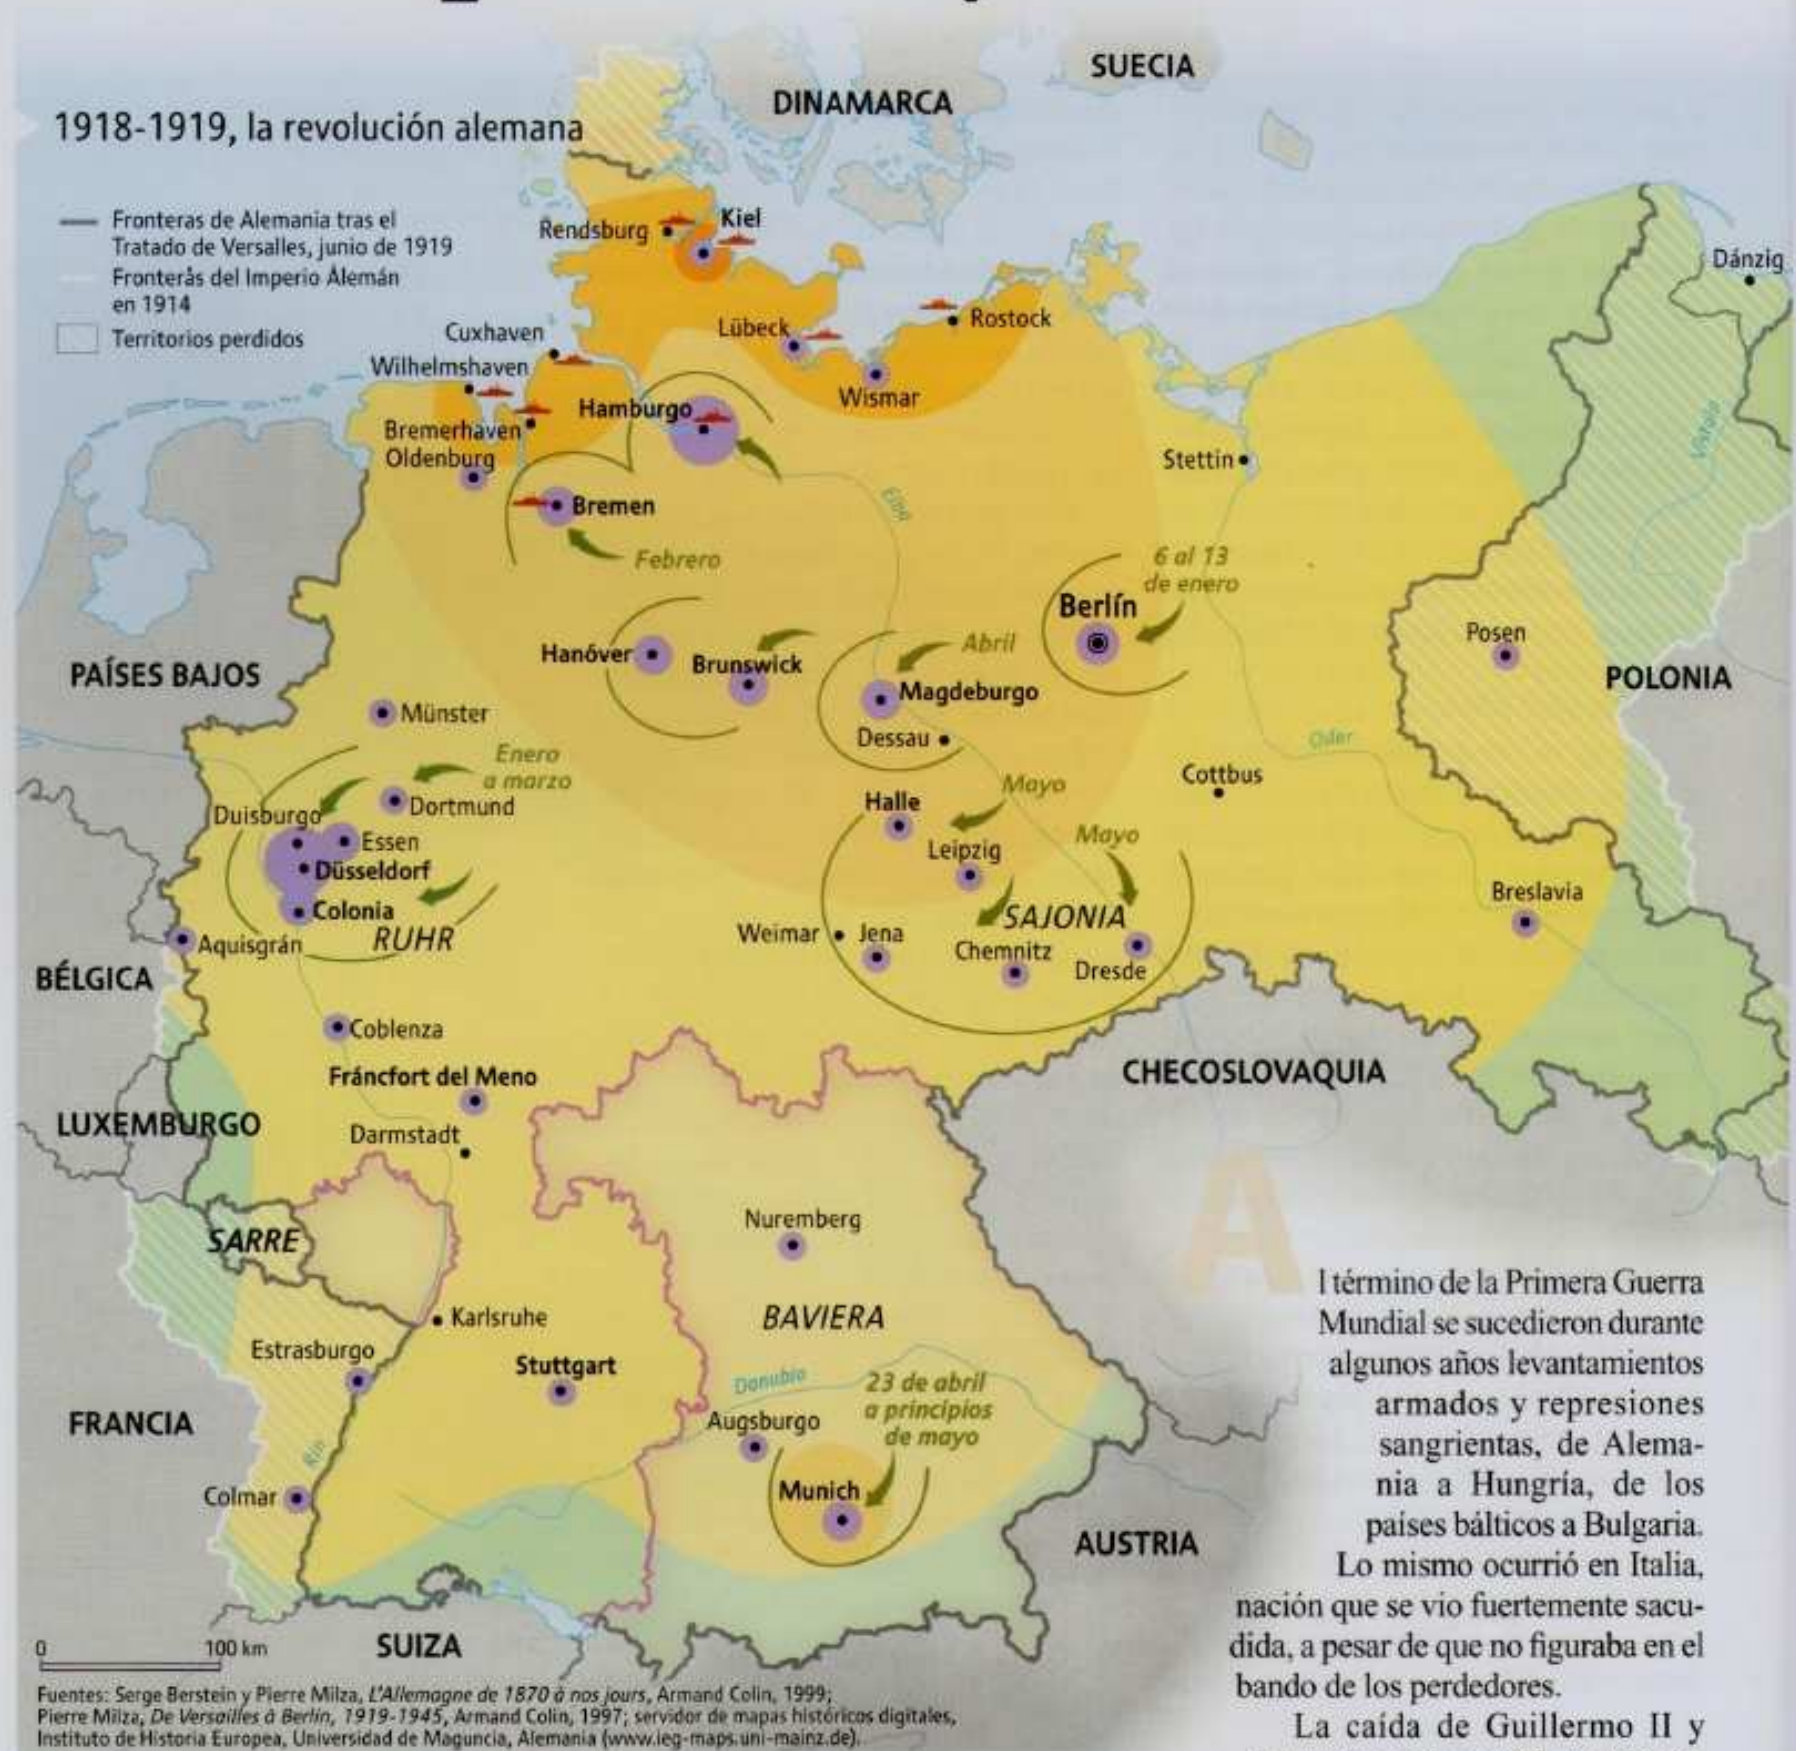 1918-1919, la revolución alemana
Fronteras de Alemania tras el
Tratado de Versalles, junio de 1919
Fronteras del Imperio Alemán
en 1914
Territorios perdidos
SUECIA
DINAMARCA
Kiel
Rendsburg
Dánzig
Rostock
Lübeck
Cuxhaven
Wilhelmshaven
Wismar
Hamburgo
Bremerhaven
Oldenburg
Stettin
Vístula
Elba
Bremen
Febrero
6 al 13
de enero
Berlín
Posen
Hanóver
Brunswick
Abril
PAÍSES BAJOS
POLONIA
Magdeburgo
Münster
Dessau
Oder
Enero
a marzo
Cottbus
Mayo
Duisburgo
Dortmund
Halle
Mayo
Essen
Leipzig
Düsseldorf
Breslavia
Colonia
SAJONIA
RUHR
Aquisgrán
Weimar
Jena
Chemnitz
Dresde
BÉLGICA
Coblenza
Fráncfort del Meno
CHECOSLOVAQUIA
LUXEMBURGO
Darmstadt
Nuremberg
SARRE
Karlsruhe
BAVIERA
Estrasburgo
Stuttgart
Danubio
23 de abril
a principios
de mayo
FRANCIA
Augsburgo
Rin
Colmar
Munich
AUSTRIA
SUIZA
0 100 km
Fuentes: Serge Berstein y Pierre Milza, L'Allemagne de 1870 à nos jours, Armand Colin, 1999;
Pierre Milza, De Versailles à Berlin, 1919-1945, Armand Colin, 1997; servidor de mapas históricos digitales,
Instituto de Historia Europea, Universidad de Maguncia, Alemania (www.ieg-maps.uni-mainz.de).
A
l término de la Primera Guerra
Mundial se sucedieron durante
algunos años levantamientos
armados y represiones
sangrientas, de Alema-
nia a Hungría, de los
países bálticos a Bulgaria.
Lo mismo ocurrió en Italia,
nación que se vio fuertemente sacu-
dida, a pesar de que no figuraba en el
bando de los perdedores.
La caída de Guillermo II y